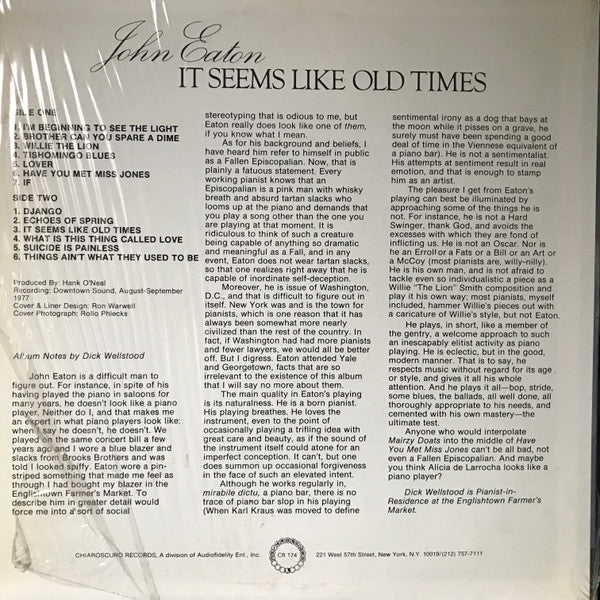 John Eaton
IT SEEMS LIKE OLD TIMES
SIDE ONE
1. I'M BEGINNING TO SEE THE LIGHT
2. BROTHER CAN YOU SPARE A DIME
3. WILLIE THE LION
4. TISHOMINGO BLUES
5. LOVER
6. HAVE YOU MET MISS JONES
7. IF
SIDE TWO
1. DJANGO
2. ECHOES OF SPRING
3. IT SEEMS LIKE OLD TIMES
4. WHAT IS THIS THING CALLED LOVE
5. SUICIDE IS PAINLESS
6. THINGS AIN'T WHAT THEY USED TO BE
Produced By: Hank O'Neal
Recording: Downtown Sound, August-September
1977
Cover & Liner Design: Ron Warwell
Cover Photograph: Rollo Phlecks
Album Notes by Dick Wellstood
John Eaton is a difficult man to
figure out. For instance, in spite of his
having played the piano in saloons for
many years, he doesn't look like a piano
player. Neither do I, and that makes me
an expert in what piano players look like:
when I say he doesn't, he doesn't. We
played on the same concert bill a few
years ago and I wore a blue blazer and
slacks from Brooks Brothers and was
told I looked spiffy. Eaton wore a pin-
striped something that made me feel as
through I had bought my blazer in the
Englishtown Farmer's Market. To
describe him in greater detail would
force me into a sort of social
stereotyping that is odious to me, but
Eaton really does look like one of them,
if you know what I mean.
As for his background and beliefs, I
have heard him refer to himself in public
as a Fallen Episcopalian. Now, that is
plainly a fatuous statement. Every
working pianist knows that an
Episcopalian is a pink man with whisky
breath and absurd tartan slacks who
looms up at the piano and demands that
you play a song other than the one you
are playing at that moment. It is
ridiculous to think of such a creature
being capable of anything so dramatic
and meaningful as a Fall, and in any
event, Eaton does not wear tartan slacks,
so that one realizes right away that he is
capable of inordinate self-deception.
Moreover, he is of Washington,
D.C., and that is difficult to figure out in
itself. New York was and is the town for
pianists, which is one reason that it has
always been somewhat more nearly
civilized than the rest of the country. In
fact, if Washington had had more pianists
and fewer lawyers, we would all be better
off. But I digress. Eaton attended Yale
and Georgetown, facts that are so
irrelevant to the existence of this album
that I will say no more about them.
The main quality in Eaton's playing
is its naturalness. He is a born pianist.
His playing breathes. He loves the
instrument, even to the point of
occasionally playing a trifling idea with
great care and beauty, as if the sound of
the instrument itself could atone for an
imperfect conception. It can't, but one
does summon up occasional forgiveness
in the face of such an elevated intent.
Although he works regularly in,
mirabile dictu, a piano bar, there is no
trace of piano bar slop in his playing
(When Karl Kraus was moved to define
sentimental irony as a dog that bays at
the moon while it pisses on a grave, he
surely must have been spending a good
deal of time in the Viennese equivalent of
a piano bar). He is not a sentimentalist.
His attempts at sentiment result in real
emotion, and that is enough to stamp
him as an artist.
The pleasure I get from Eaton's
playing can best be illuminated by
approaching some of the things he is
not. For instance, he is not a Hard
Swinger, thank God, and avoids the
excesses with which they are fond of
inflicting us. He is not an Oscar. Nor is
he an Erroll or a Fats or a Bill or an Art or
a McCoy (most pianists are, willy-nilly).
He is his own man, and is not afraid to
tackle even so individualistic a piece as a
Willie "The Lion" Smith composition and
play it his own way; most pianists, myself
included, hammer Willie's pieces out with
a caricature of Willie's style, but not Eaton.
He plays, in short, like a member of
the gentry, a welcome approach to such
an inescapably elitist activity as piano
playing. He is eclectic, but in the good,
modern manner. That is to say, he
respects music without regard for its age
or style, and gives it all his whole
attention. And he plays it all—bop, stride,
some blues, the ballads, all well done, all
thoroughly appropriate to his needs, and
cemented with his own mastery—the
ultimate test.
Anyone who would interpolate
Mairzy Doats into the middle of Have
You Met Miss Jones can't be all bad, not
even a Fallen Episcopalian. And maybe
you think Alicia de Larrocha looks like a
piano player?
Dick Wellstood is Pianist-in-
Residence at the Englishtown Farmer's
Market.
CHIAROSCURO RECORDS, A division of Audiofidelity Ent., Inc. CR 174 221 West 57th Street, New York, N.Y. 10019/(212) 757-7111